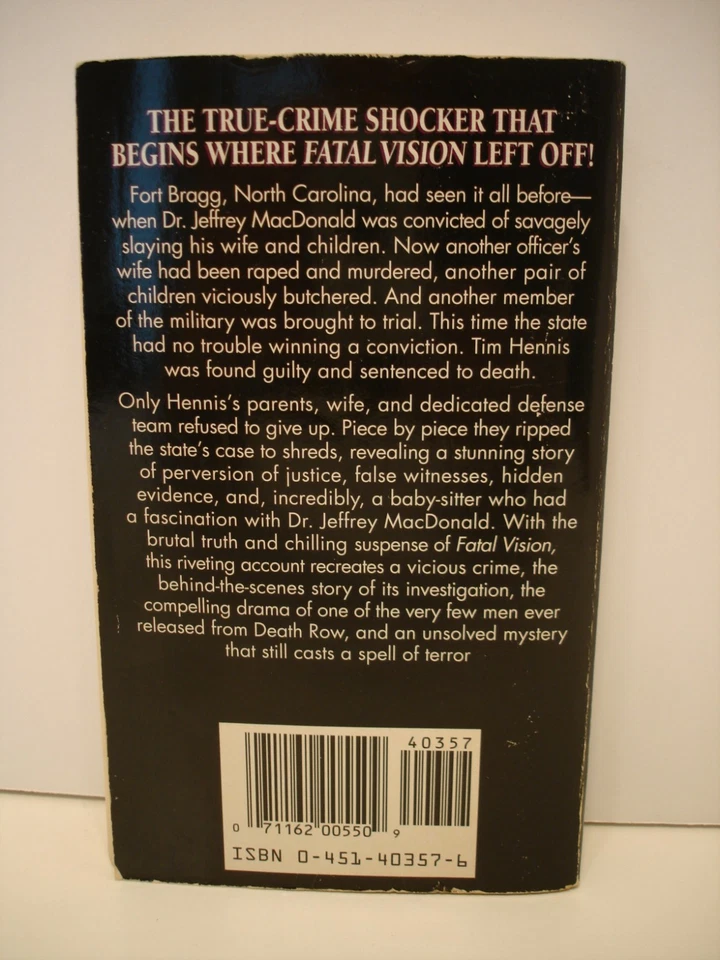 THE TRUE-CRIME SHOCKER THAT
BEGINS WHERE FATAL VISION LEFT OFF!
Fort Bragg, North Carolina, had seen it all before—
when Dr. Jeffrey MacDonald was convicted of savagely
slaying his wife and children. Now another officer's
wife had been raped and murdered, another pair of
children viciously butchered. And another member
of the military was brought to trial. This time the state
had no trouble winning a conviction. Tim Hennis
was found guilty and sentenced to death.
Only Hennis's parents, wife, and dedicated defense
team refused to give up. Piece by piece they ripped
the state's case to shreds, revealing a stunning story
of perversion of justice, false witnesses, hidden
evidence, and, incredibly, a baby-sitter who had
a fascination with Dr. Jeffrey MacDonald. With the
brutal truth and chilling suspense of Fatal Vision,
this riveting account recreates a vicious crime, the
behind-the-scenes story of its investigation, the
compelling drama of one of the very few men ever
released from Death Row, and an unsolved mystery
that still casts a spell of terror
40357
0 71162 00550 9
ISBN 0-451-40357-6